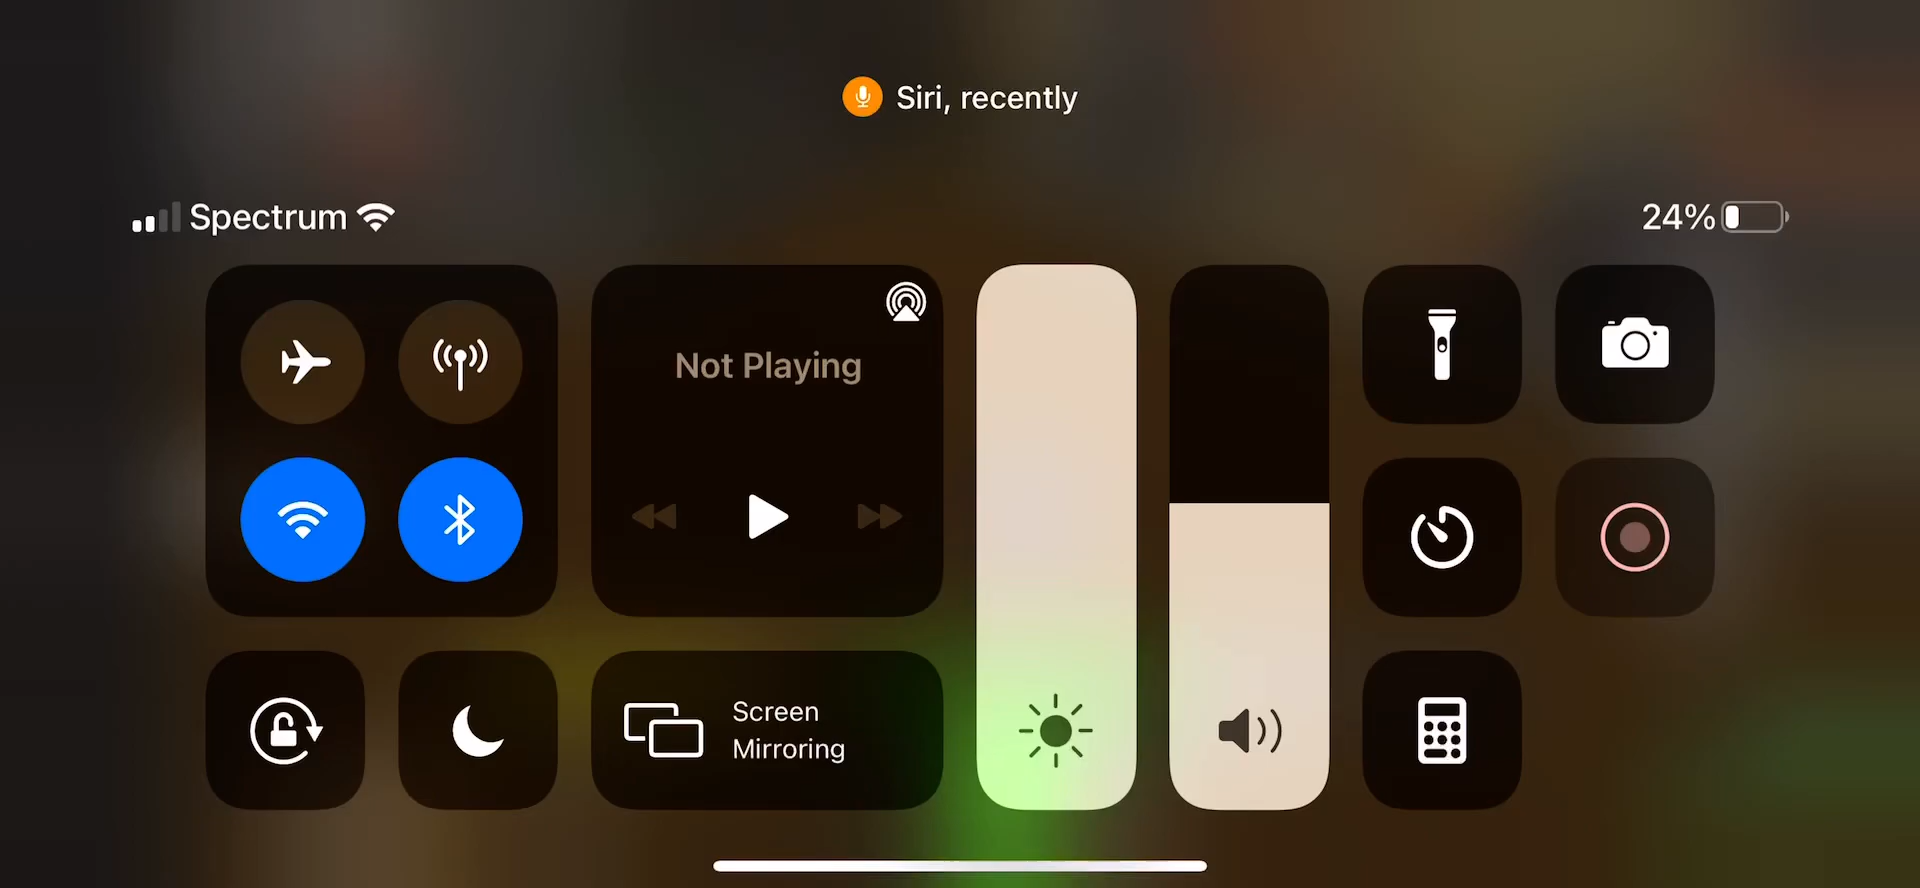 Siri, recently
Spectrum
24%
Not Playing
Screen
Mirroring